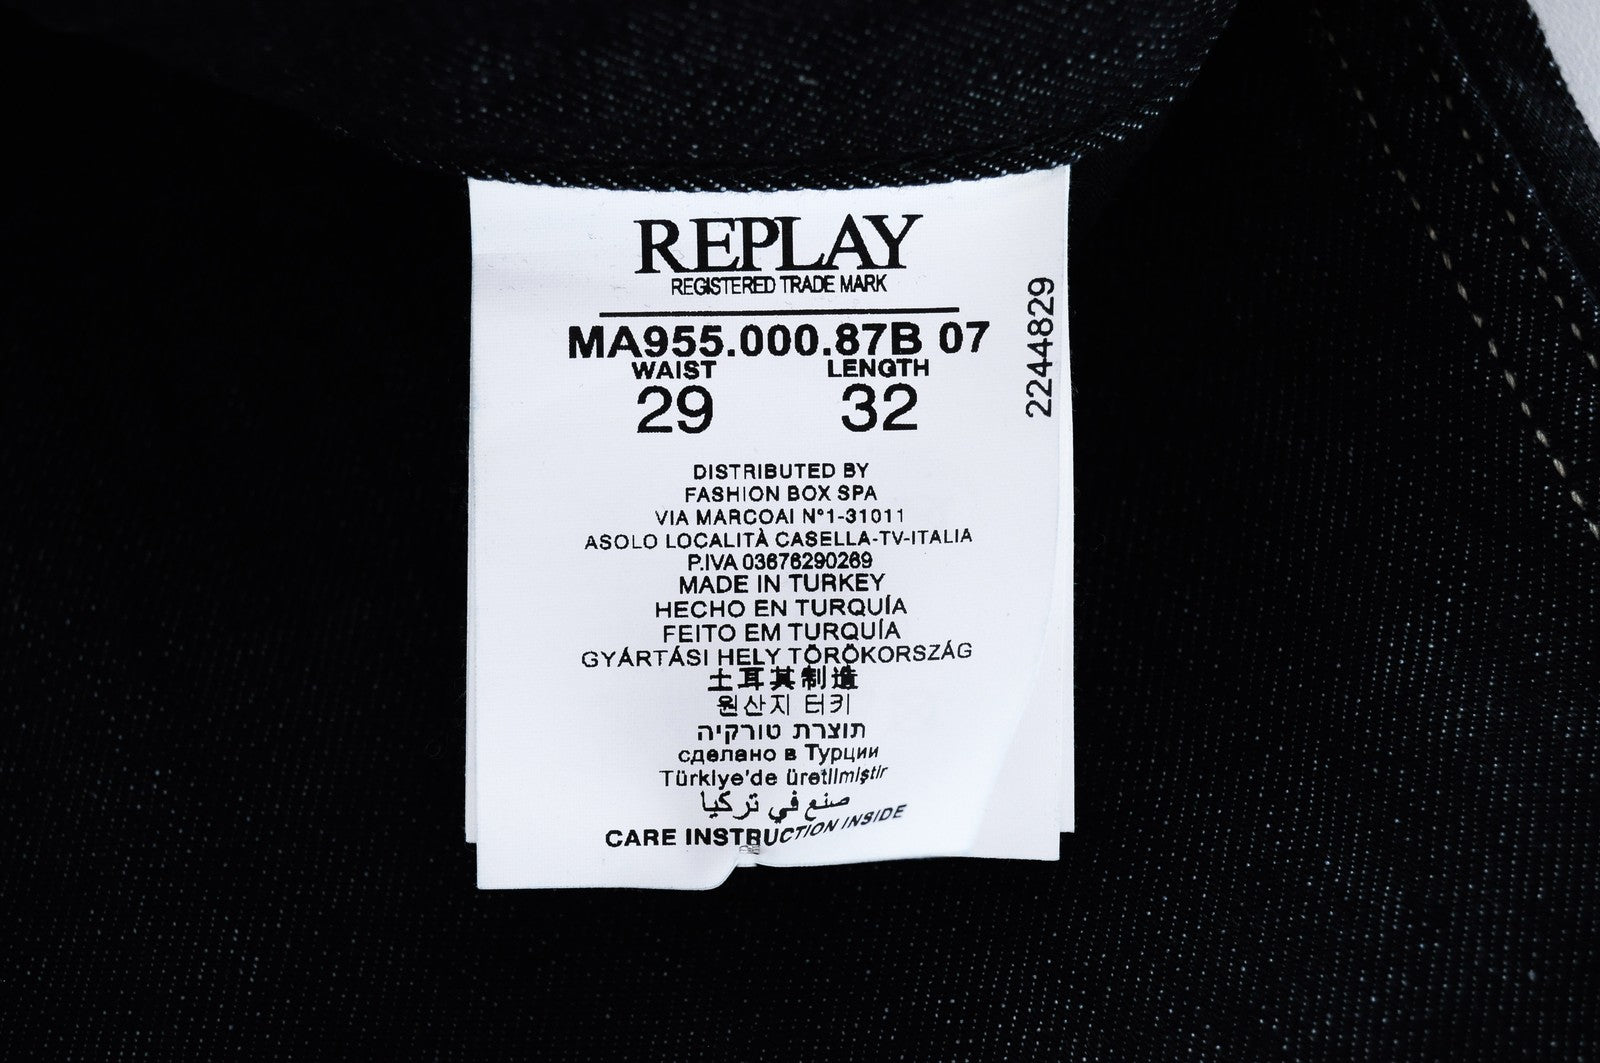 REPLAY
REGISTERED TRADE MARK
MA955.000.87B 07
WAIST LENGTH
29 32
2244829
DISTRIBUTED BY
FASHION BOX SPA
VIA MARCOAI N°1-31011
ASOLO LOCALITÀ CASELLA-TV-ITALIA
P.IVA 03676290269
MADE IN TURKEY
HECHO EN TURQUÍA
FEITO EM TURQUÍA
GYÁRTÁSI HELY TÖRÖKORSZÁG
土耳其制造
원산지 터키
תוצרת טורקיה
сделано в Турции
Türkiye'de üretilmiştir
صنع في تركيا
CARE INSTRUCTION INSIDE